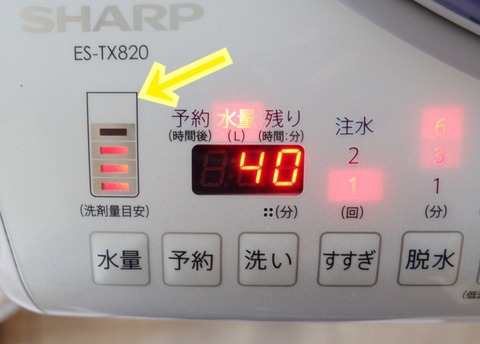 SHARP
ES-TX820
予約 水量 残り
(時間後) (L) (時間:分)
40
(分)
注水
2
1
(回)
6
3
1
(分)
(洗剤量目安)
水量 予約 洗い すすぎ 脱水